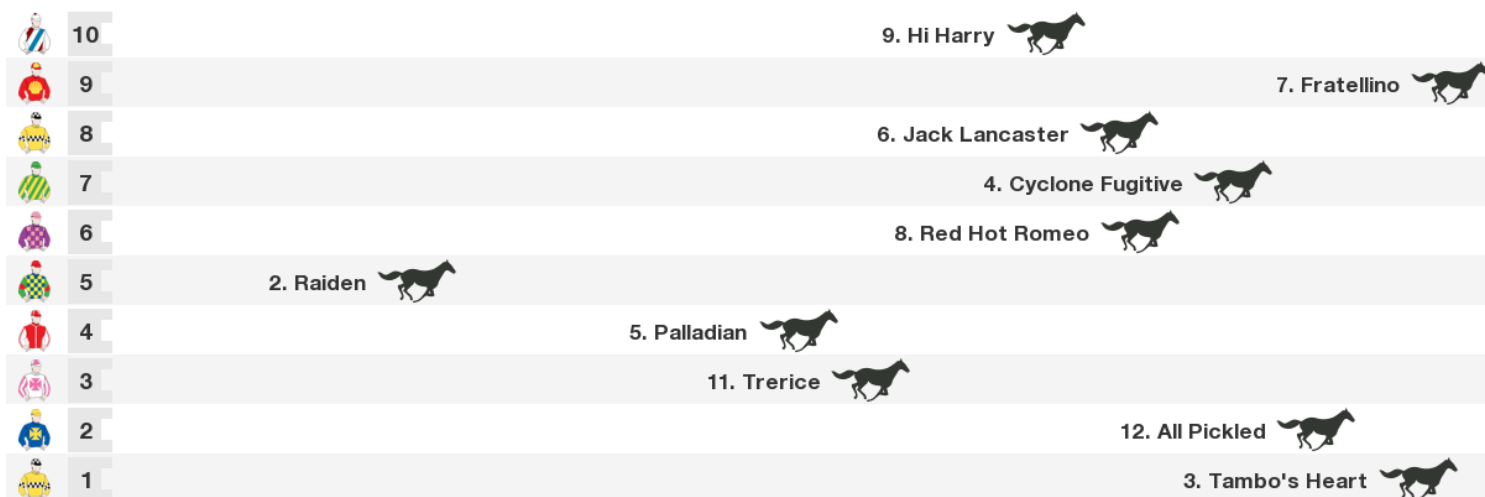 10 9. Hi Harry
9 7. Fratellino
8 6. Jack Lancaster
7 4. Cyclone Fugitive
6 8. Red Hot Romeo
5 2. Raiden
4 5. Palladian
3 11. Trerice
2 12. All Pickled
1 3. Tambo's Heart